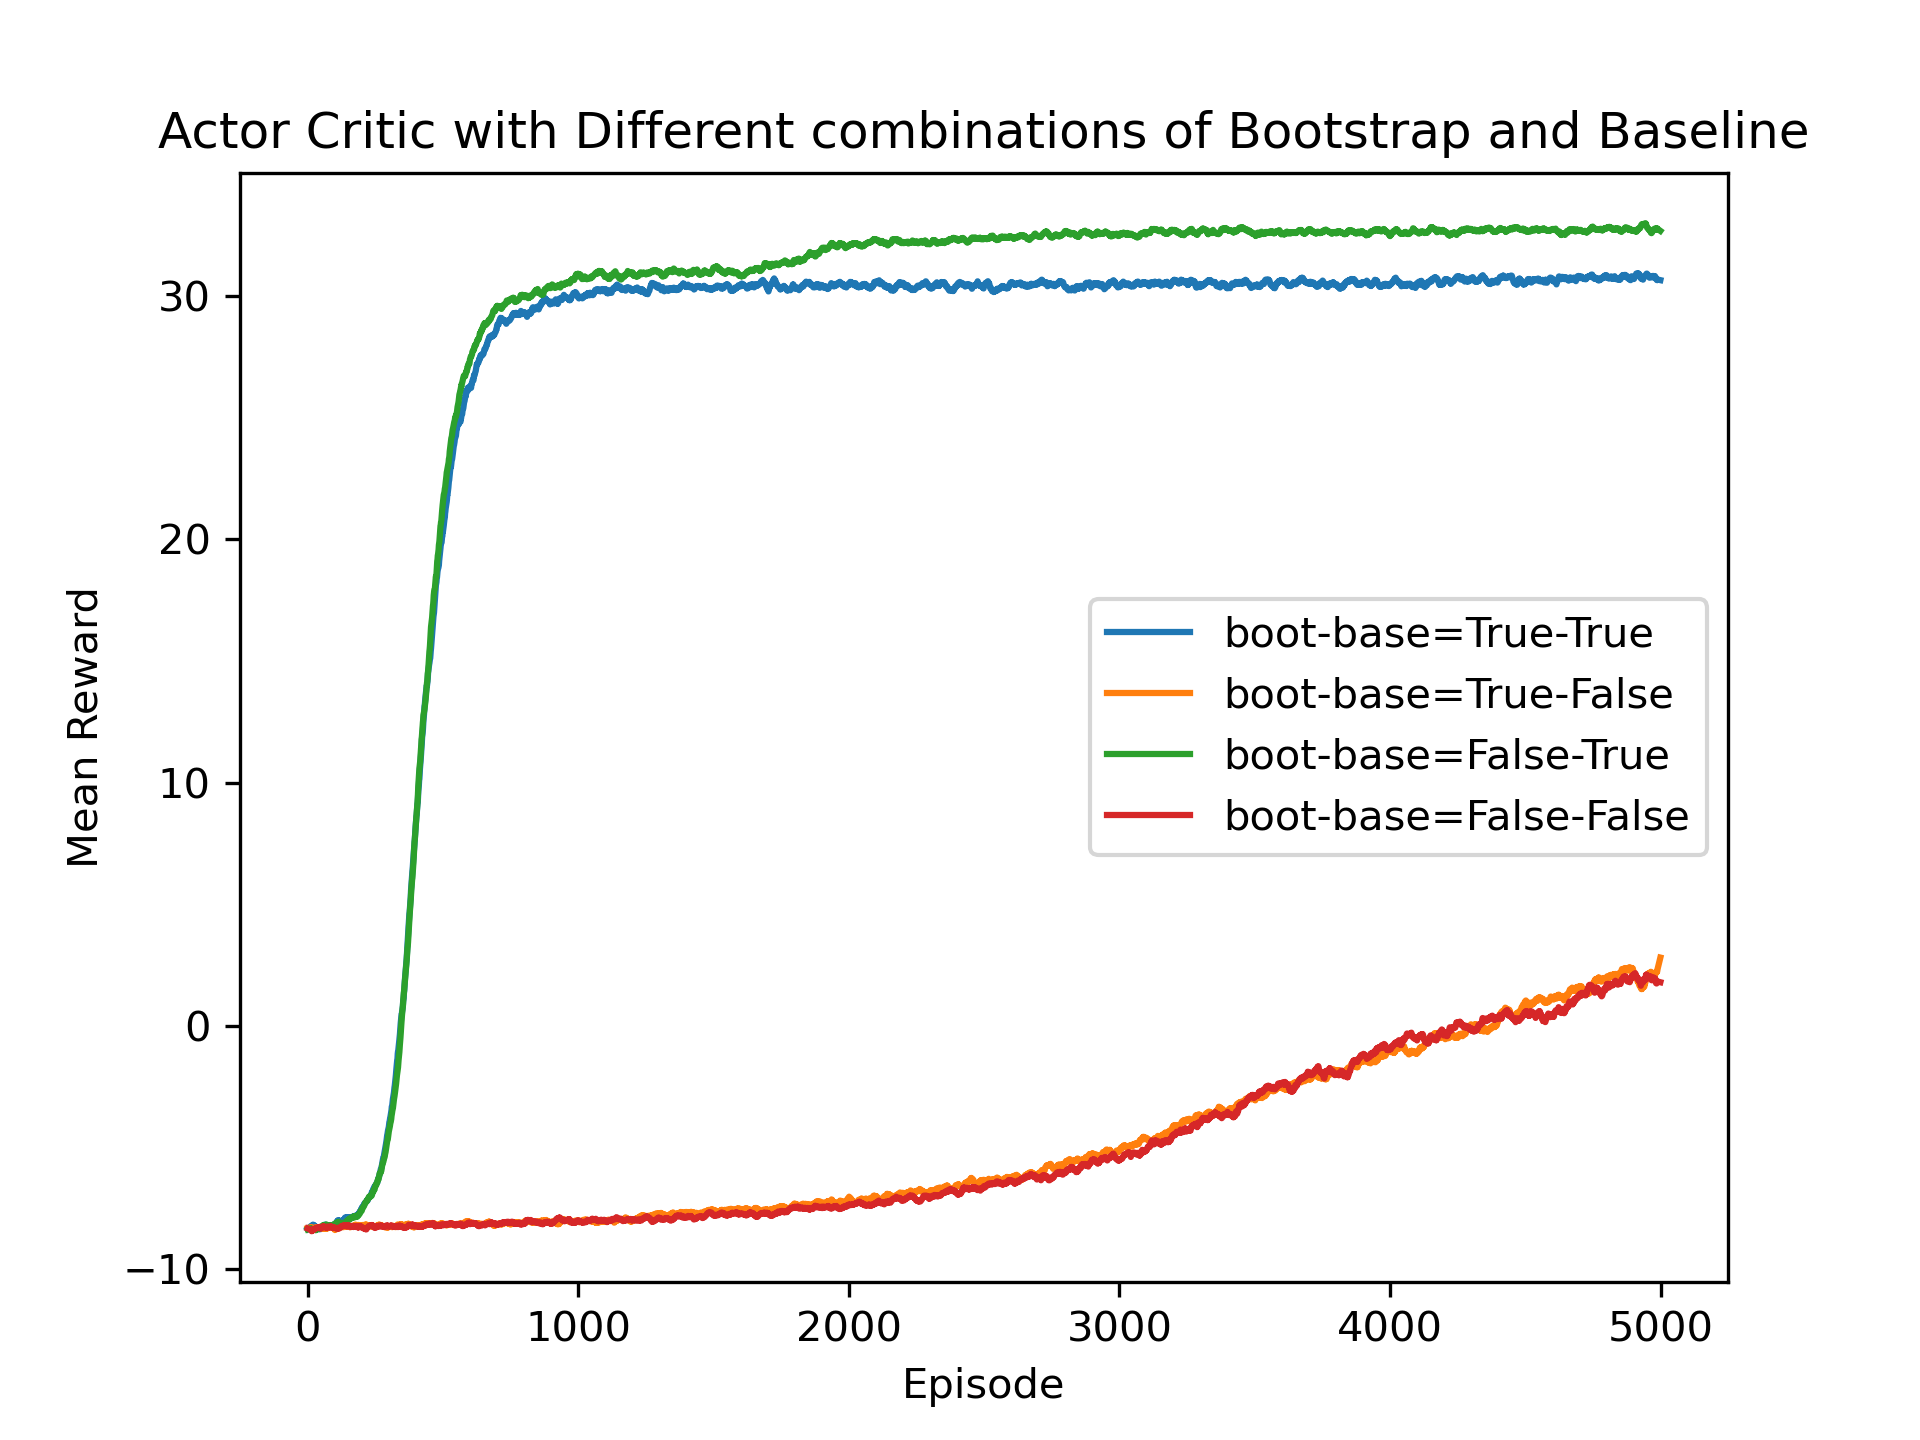 Actor Critic with Different combinations of Bootstrap and Baseline
Mean Reward
30
20
10
0
−10
boot-base=True-True
boot-base=True-False
boot-base=False-True
boot-base=False-False
0 1000 2000 3000 4000 5000
Episode